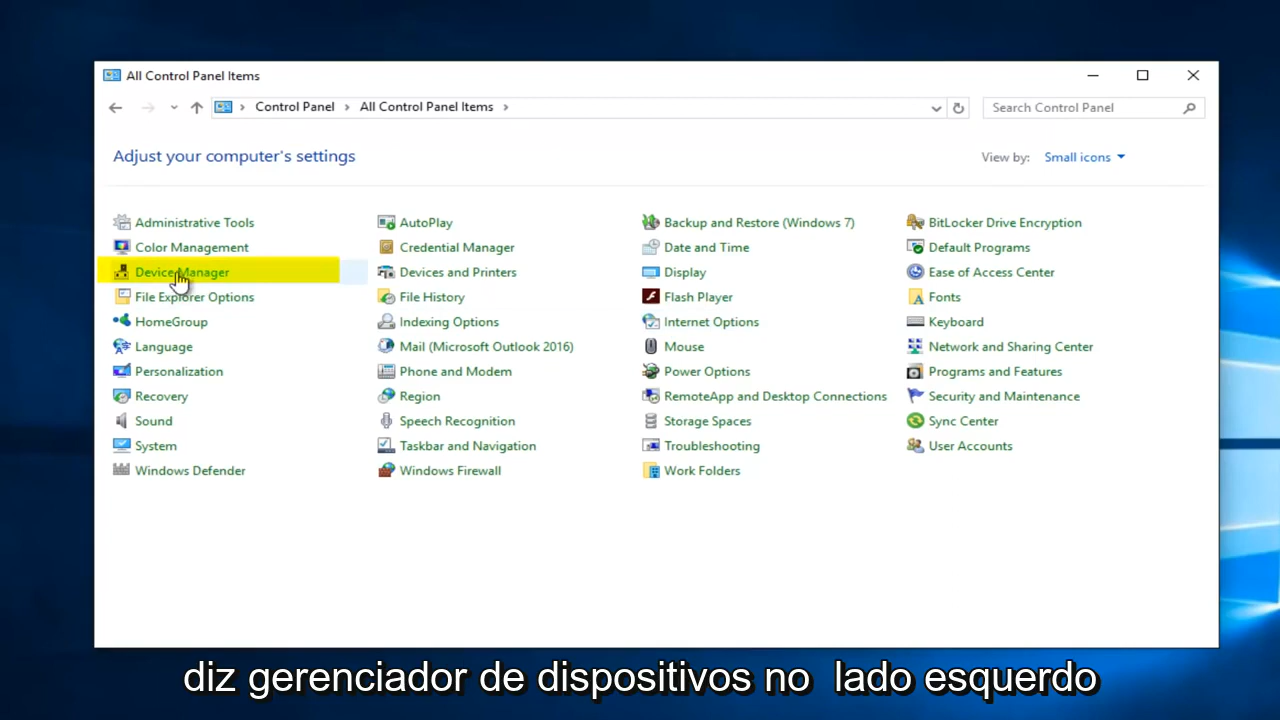 All Control Panel Items
Control Panel All Control Panel Items
Search Control Panel
Adjust your computer's settings
View by: Small icons
Administrative Tools AutoPlay Backup and Restore (Windows 7) BitLocker Drive Encryption
Color Management Credential Manager Date and Time Default Programs
Device Manager Devices and Printers Display Ease of Access Center
File Explorer Options File History Flash Player Fonts
HomeGroup Indexing Options Internet Options Keyboard
Language Mail (Microsoft Outlook 2016) Mouse Network and Sharing Center
Personalization Phone and Modem Power Options Programs and Features
Recovery Region RemoteApp and Desktop Connections Security and Maintenance
Sound Speech Recognition Storage Spaces Sync Center
System Taskbar and Navigation Troubleshooting User Accounts
Windows Defender Windows Firewall Work Folders
diz gerenciador de dispositivos no lado esquerdo